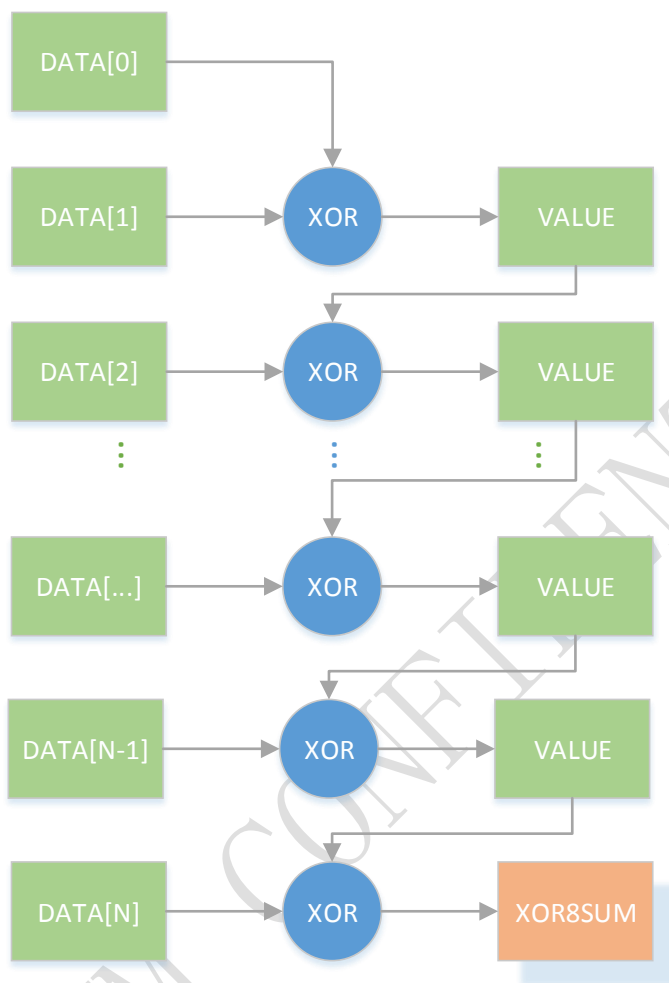 DATA[0]
DATA[1] XOR VALUE
DATA[2] XOR VALUE
DATA[...] XOR VALUE
DATA[N-1] XOR VALUE
DATA[N] XOR XOR8SUM